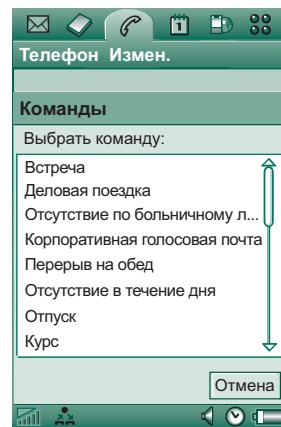 Телефон Измен.
Команды
Выбрать команду:
Встреча
Деловая поездка
Отсутствие по больничному л...
Корпоративная голосовая почта
Перерыв на обед
Отсутствие в течение дня
Отпуск
Курс
Отмена